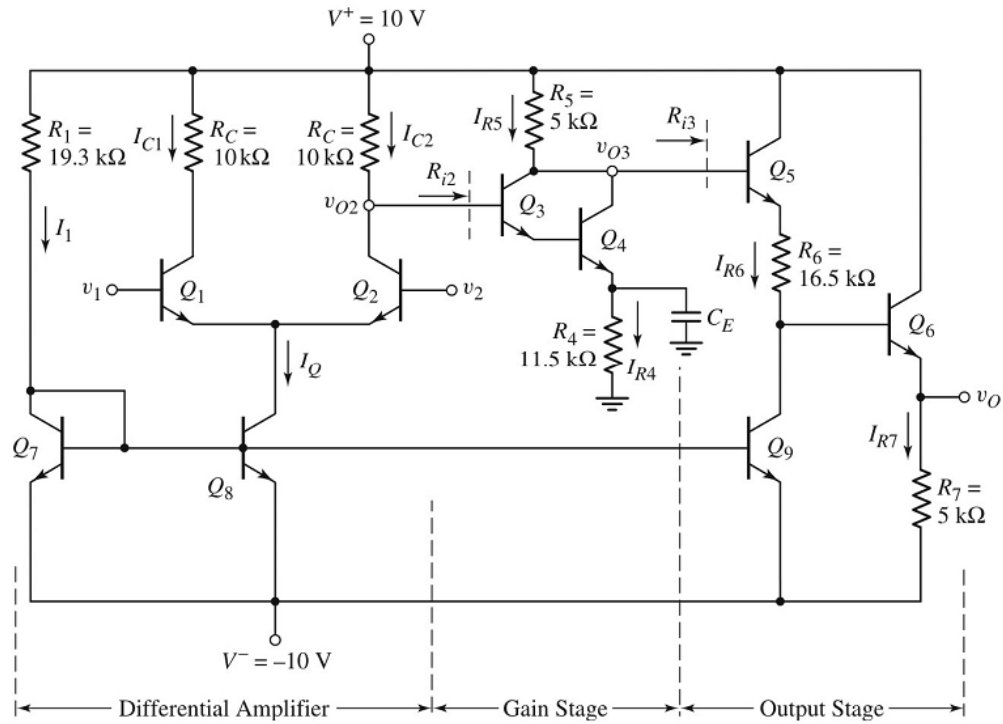 V⁺ = 10 V
R₁ =
19.3 kΩ
I_C1
R_C =
10 kΩ
R_C =
10 kΩ
I_C2
I_R5
R₅ =
5 kΩ
R_i2
v_O2
v_O3
R_i3
Q₃
Q₄
Q₅
I₁
v₁
Q₁
Q₂
v₂
I_R6
R₆ =
16.5 kΩ
I_Q
R₄ =
11.5 kΩ
I_R4
C_E
Q₆
v_O
I_R7
R₇ =
5 kΩ
Q₇
Q₈
Q₉
V⁻ = –10 V
Differential Amplifier
Gain Stage
Output Stage